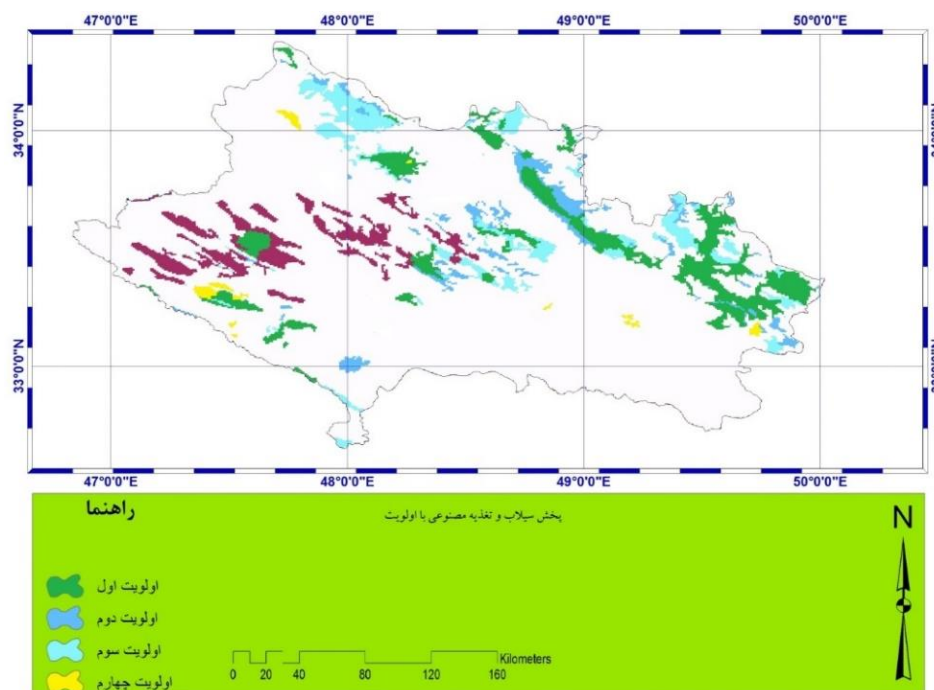 47°0'0"E 48°0'0"E 49°0'0"E 50°0'0"E
34°0'0"N
33°0'0"N
47°0'0"E 48°0'0"E 49°0'0"E 50°0'0"E
راهنما
پخش سیلاب و تغذیه مصنوعی با اولویت
N
اولویت اول
اولویت دوم
اولویت سوم
اولویت چهارم
Kilometers
0 20 40 80 120 160